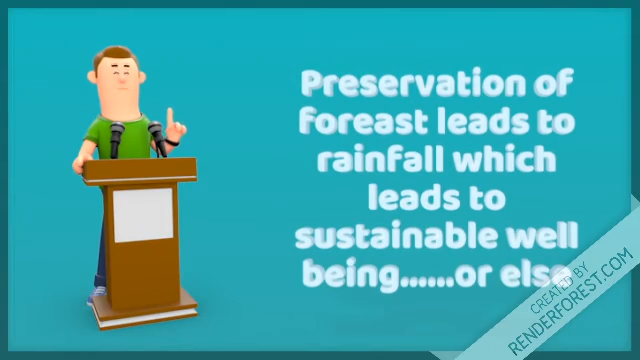 Preservation of
foreast leads to
rainfall which
leads to
sustainable well
being......or else
CREATED BY
RENDERFOREST.COM